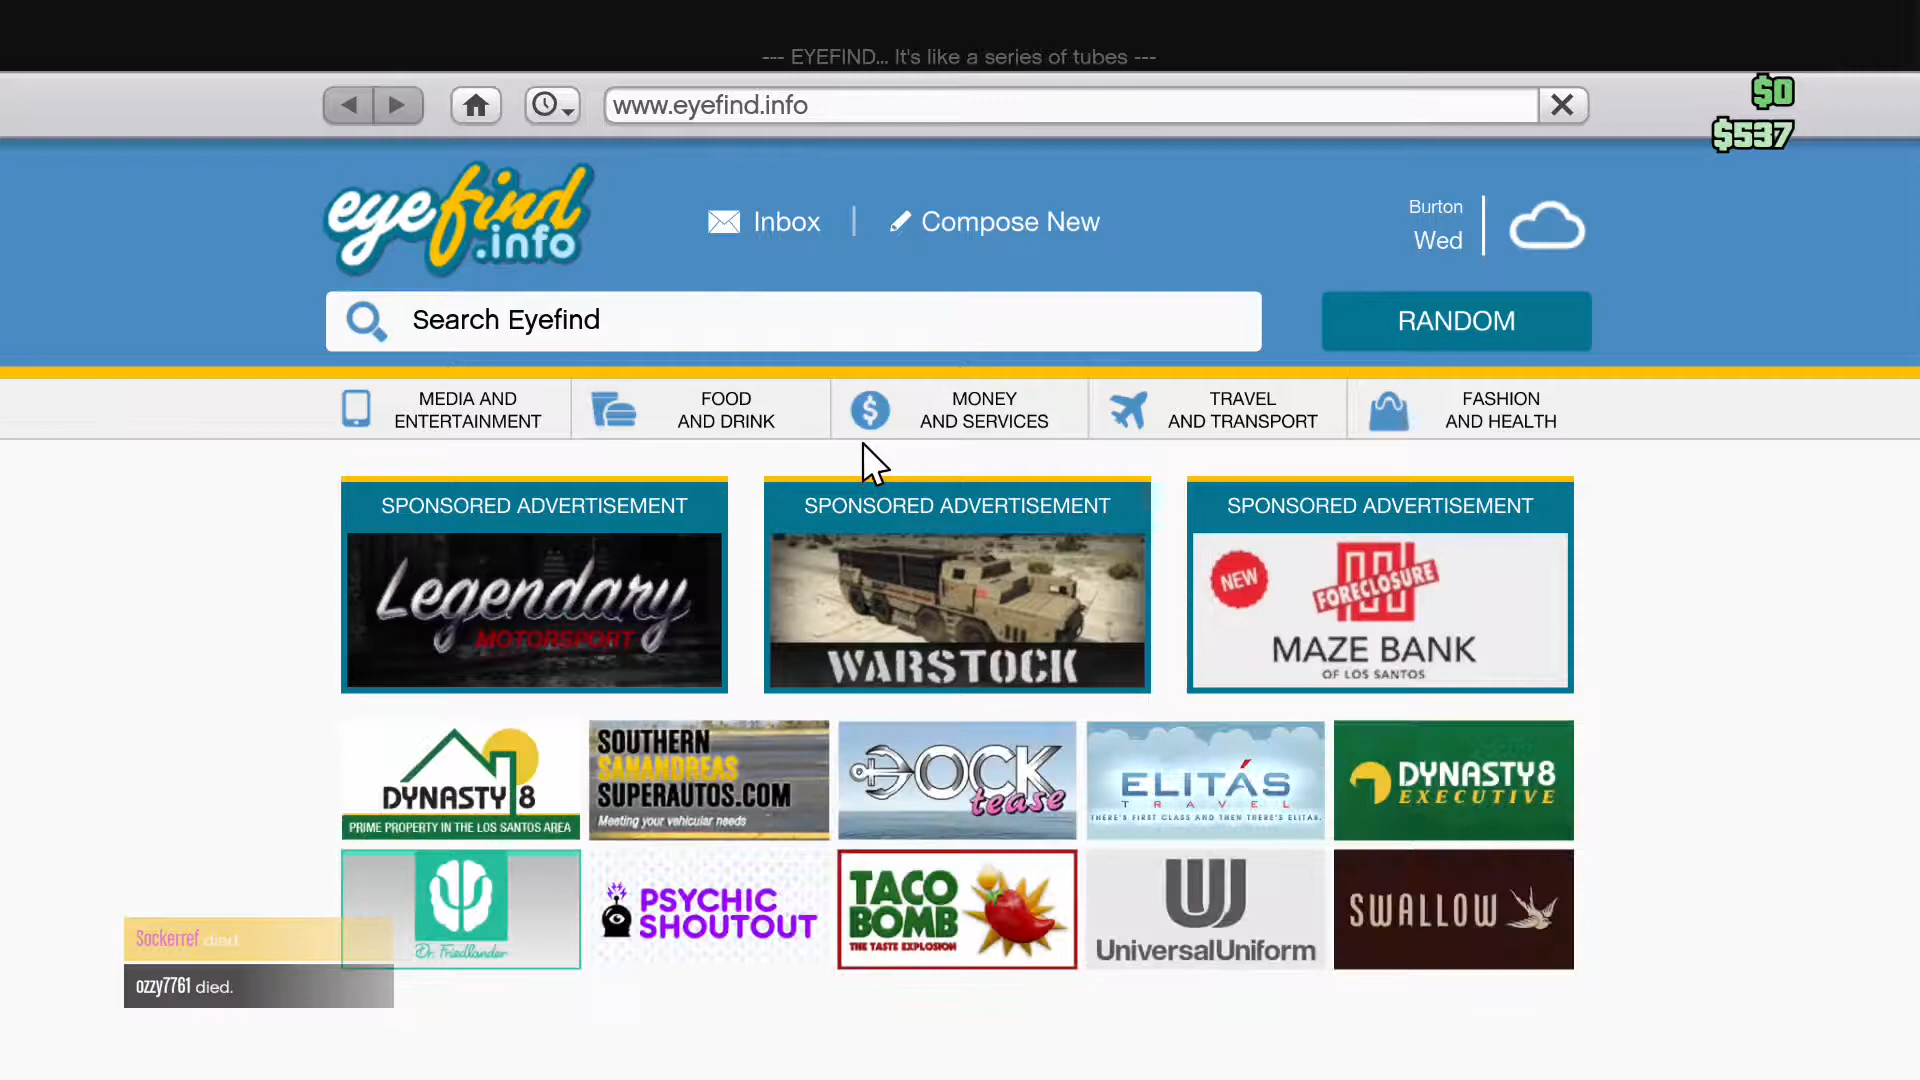 --- EYEFIND... It's like a series of tubes ---
www.eyefind.info
$0
$537
eyefind
.info
Inbox
Compose New
Burton
Wed
Search Eyefind
RANDOM
MEDIA AND
ENTERTAINMENT
FOOD
AND DRINK
MONEY
AND SERVICES
TRAVEL
AND TRANSPORT
FASHION
AND HEALTH
SPONSORED ADVERTISEMENT
Legendary
MOTORSPORT
SPONSORED ADVERTISEMENT
WARSTOCK
SPONSORED ADVERTISEMENT
NEW
FORECLOSURE
MAZE BANK
OF LOS SANTOS
DYNASTY 8
PRIME PROPERTY IN THE LOS SANTOS AREA
SOUTHERN
SANANDREAS
SUPERAUTOS.COM
Meeting your vehicular needs
DOCK
tease
ELITÁS
TRAVEL
THERE'S FIRST CLASS AND THEN THERE'S ELITÁS.
DYNASTY 8
EXECUTIVE
Dr. Friedlander
PSYCHIC
SHOUTOUT
TACO
BOMB
THE TASTE EXPLOSION
UniversalUniform
SWALLOW
Sockerref died.
ozzy7761 died.